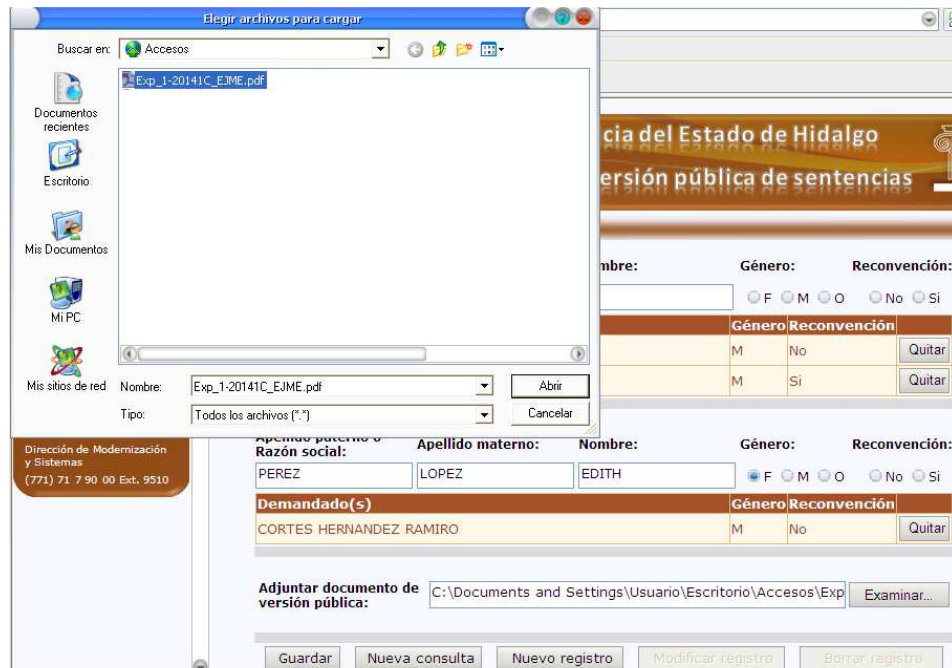 Elegir archivos para cargar
Buscar en: Accesos
Exp_1-20141C_EJME.pdf
Documentos
recientes
Escritorio
Mis Documentos
Mi PC
Mis sitios de red
Nombre: Exp_1-20141C_EJME.pdf Abrir
Tipo: Todos los archivos (*.*) Cancelar
cia del Estado de Hidalgo
ersión pública de sentencias
mbre: Género: Reconvención:
F M O No Si
Género Reconvención
M No Quitar
M Si Quitar
Dirección de Modernización
y Sistemas
(771) 71 7 90 00 Ext. 9510
Apellido paterno o
Razón social: Apellido materno: Nombre: Género: Reconvención:
PEREZ LOPEZ EDITH F M O No Si
Demandado(s) Género Reconvención
CORTES HERNANDEZ RAMIRO M No Quitar
Adjuntar documento de
versión pública: C:\Documents and Settings\Usuario\Escritorio\Accesos\Exp Examinar...
Guardar Nueva consulta Nuevo registro Modificar registro Borrar registro